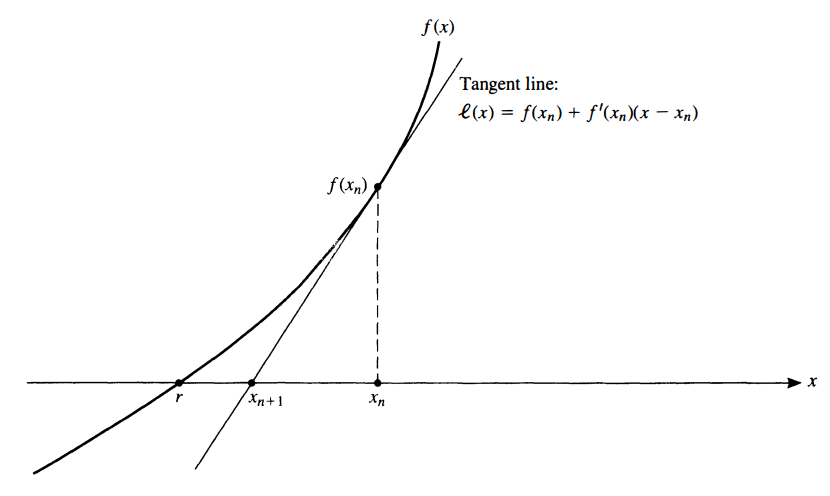 f(x)
Tangent line:
ℓ(x) = f(xₙ) + f′(xₙ)(x − xₙ)
f(xₙ)
x
r
xₙ₊₁
xₙ